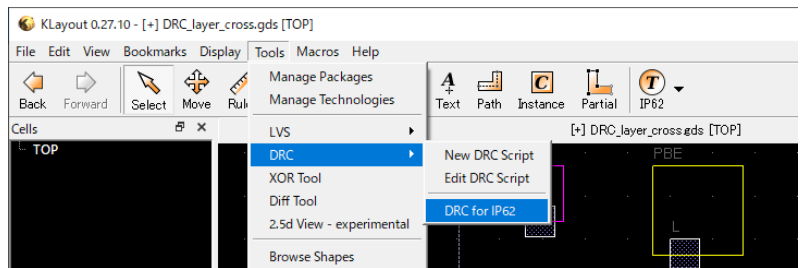 KLayout 0.27.10 - [+] DRC_layer_cross.gds [TOP]
File Edit View Bookmarks Display Tools Macros Help
Back Forward Select Move Rul
Text Path Instance Partial IP62
Manage Packages
Manage Technologies
LVS
DRC
XOR Tool
Diff Tool
2.5d View - experimental
Browse Shapes
New DRC Script
Edit DRC Script
DRC for IP62
Cells
TOP
[+] DRC_layer_cross.gds [TOP]
PBE
L